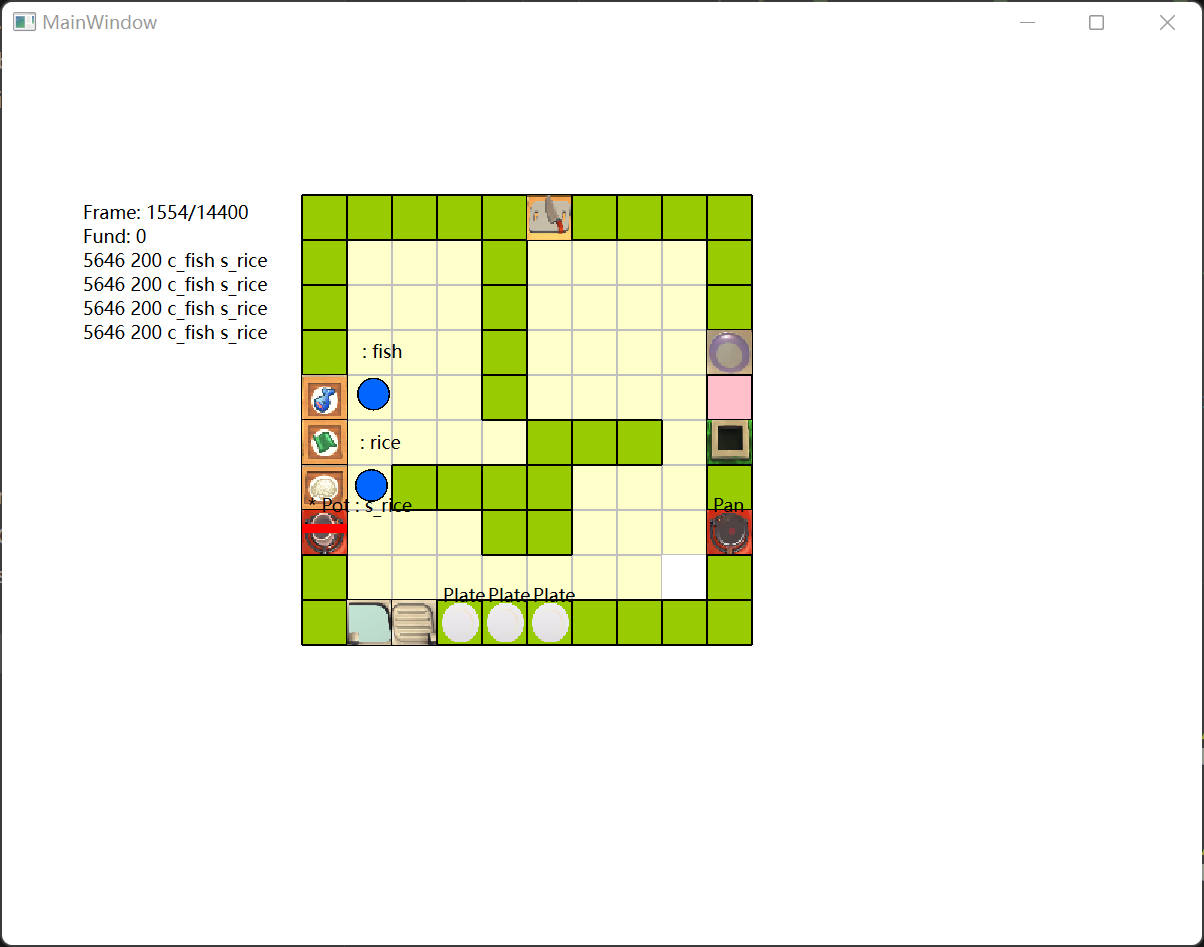 MainWindow
Frame: 1554/14400
Fund: 0
5646 200 c_fish s_rice
5646 200 c_fish s_rice
5646 200 c_fish s_rice
5646 200 c_fish s_rice
: fish
: rice
* Pot : s_rice
Pan
Plate Plate Plate